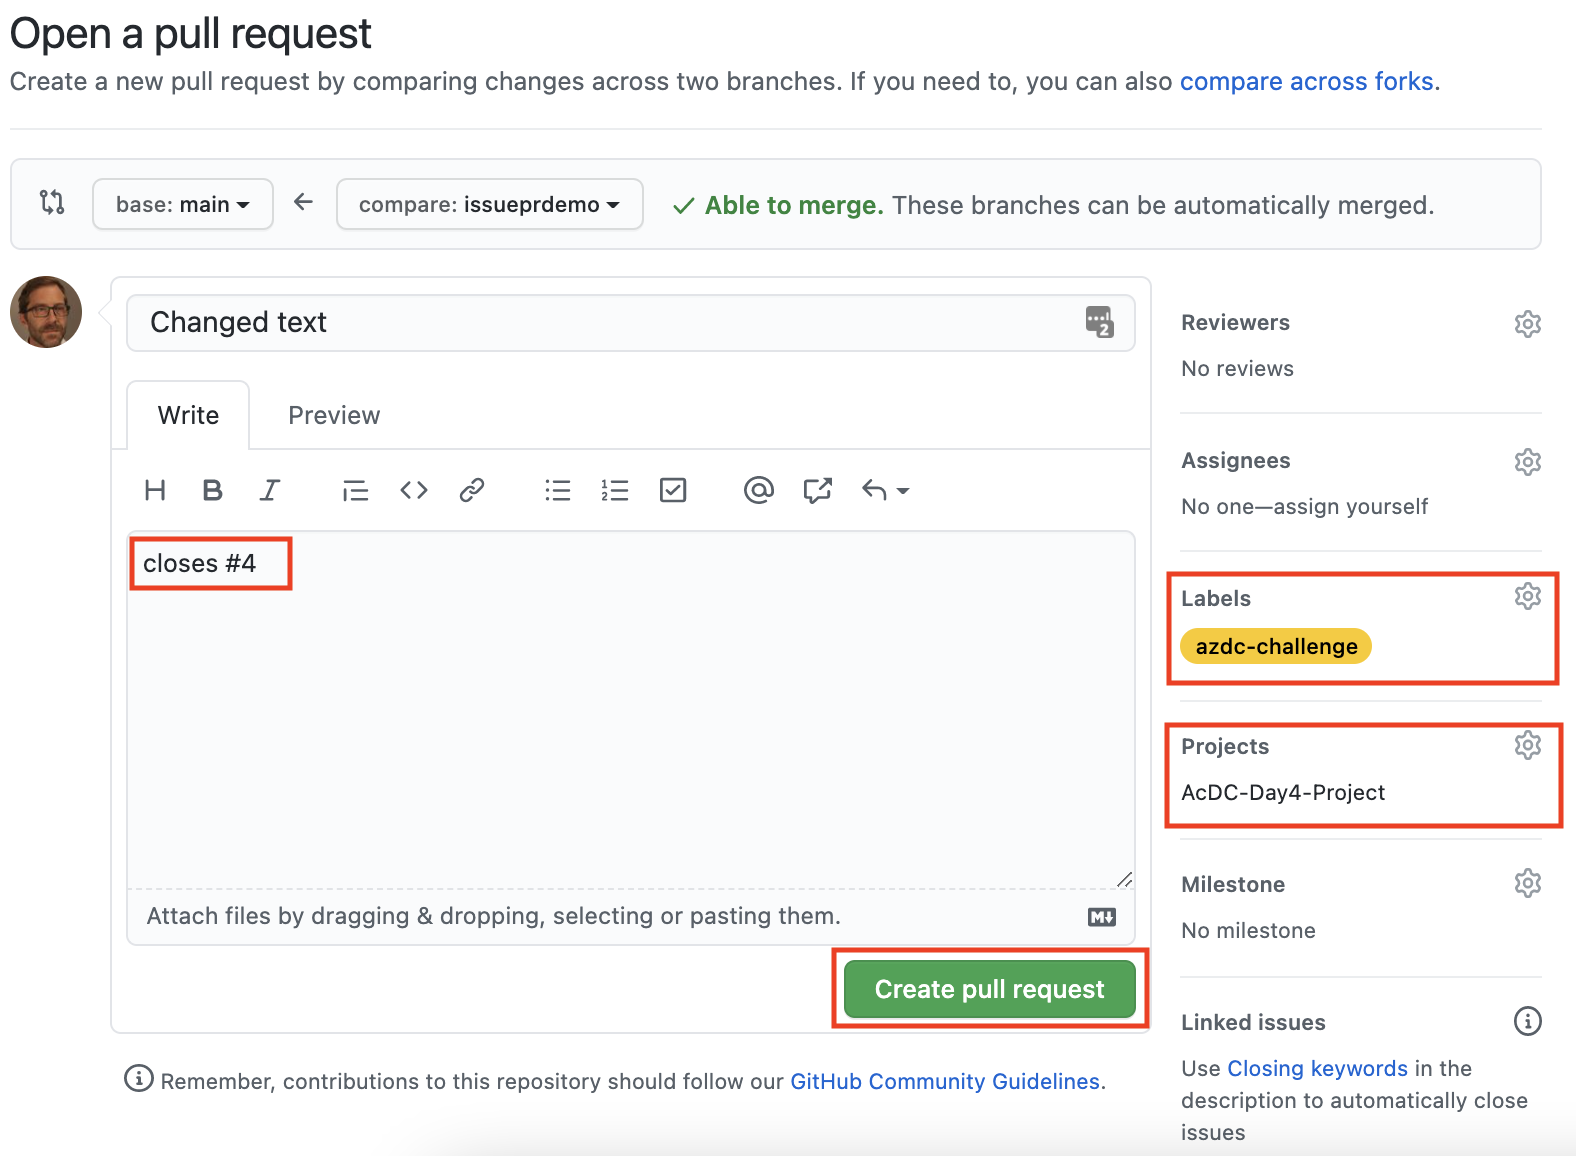 Open a pull request
Create a new pull request by comparing changes across two branches. If you need to, you can also compare across forks.
base: main
compare: issueprdemo
Able to merge. These branches can be automatically merged.
Changed text
2
Write
Preview
H B I
@
closes #4
Attach files by dragging & dropping, selecting or pasting them.
M
Create pull request
Remember, contributions to this repository should follow our GitHub Community Guidelines.
Reviewers
No reviews
Assignees
No one—assign yourself
Labels
azdc-challenge
Projects
AcDC-Day4-Project
Milestone
No milestone
Linked issues
Use Closing keywords in the
description to automatically close
issues